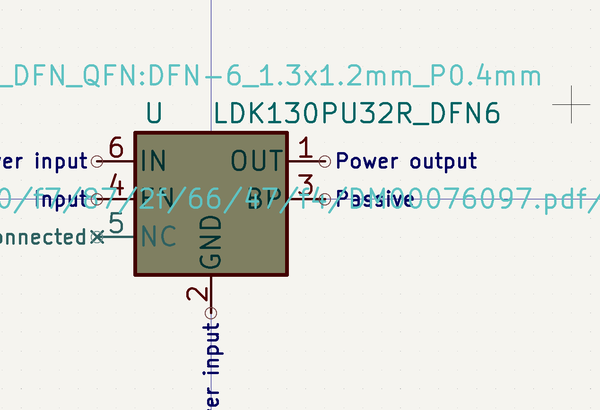 _DFN_QFN:DFN-6_1.3x1.2mm_P0.4mm
U LDK130PU32R_DFN6
er input 6 IN OUT 1 Power output
Input 4 EN BP 3 Passive
0/f7/87/2f/66/47/f4/DM00076097.pdf/
onnected 5 NC
GND
2
er input